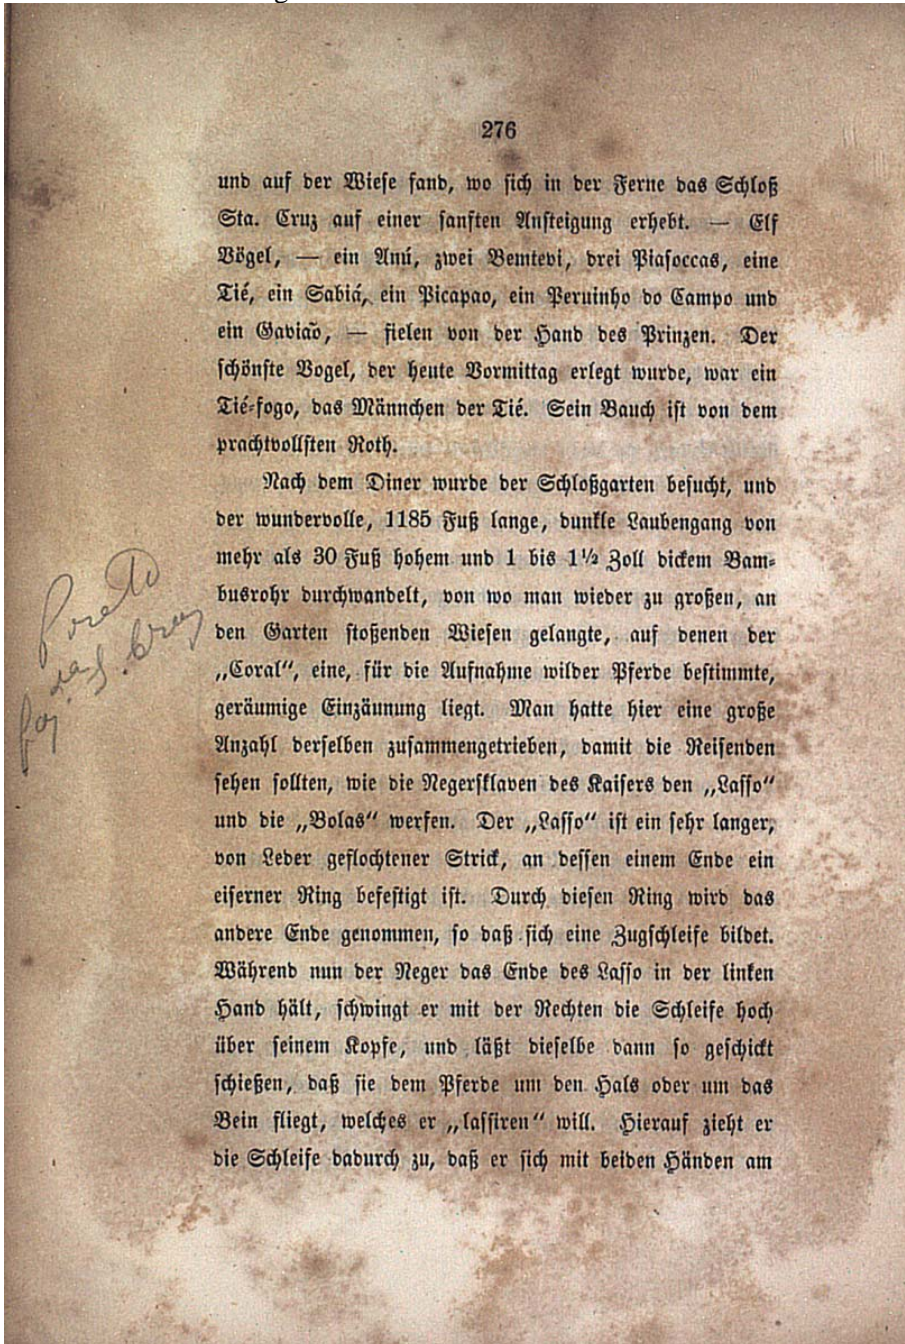 276
und auf der Wiese fand, wo sich in der Ferne das Schloß
Sta. Cruz auf einer sanften Ansteigung erhebt. — Elf
Vögel, — ein Anú, zwei Bemtevi, drei Piasoccas, eine
Tié, ein Sabiá, ein Picapao, ein Peruinho do Campo und
ein Gavião, — fielen von der Hand des Prinzen. Der
schönste Vogel, der heute Vormittag erlegt wurde, war ein
Tié-fogo, das Männchen der Tié. Sein Bauch ist von dem
prachtvollsten Roth.
Nach dem Diner wurde der Schloßgarten besucht, und
der wundervolle, 1185 Fuß lange, dunkle Laubengang von
mehr als 30 Fuß hohem und 1 bis 1½ Zoll dickem Bam-
busrohr durchwandelt, von wo man wieder zu großen, an
den Garten stoßenden Wiesen gelangte, auf denen der
„Coral“, eine, für die Aufnahme wilder Pferde bestimmte,
geräumige Einzäunung liegt. Man hatte hier eine große
Anzahl derselben zusammengetrieben, damit die Reisenden
sehen sollten, wie die Negersklaven des Kaisers den „Lasso“
und die „Bolas“ werfen. Der „Lasso“ ist ein sehr langer,
von Leder geflochtener Strick, an dessen einem Ende ein
eiserner Ring befestigt ist. Durch diesen Ring wird das
andere Ende genommen, so daß sich eine Zugschleife bildet.
Während nun der Neger das Ende des Lasso in der linken
Hand hält, schwingt er mit der Rechten die Schleife hoch
über seinem Kopfe, und läßt dieselbe dann so geschickt
schießen, daß sie dem Pferde um den Hals oder um das
Bein fliegt, welches er „lassiren“ will. Hierauf zieht er
die Schleife dadurch zu, daß er sich mit beiden Händen am
faz. da S. Cruz